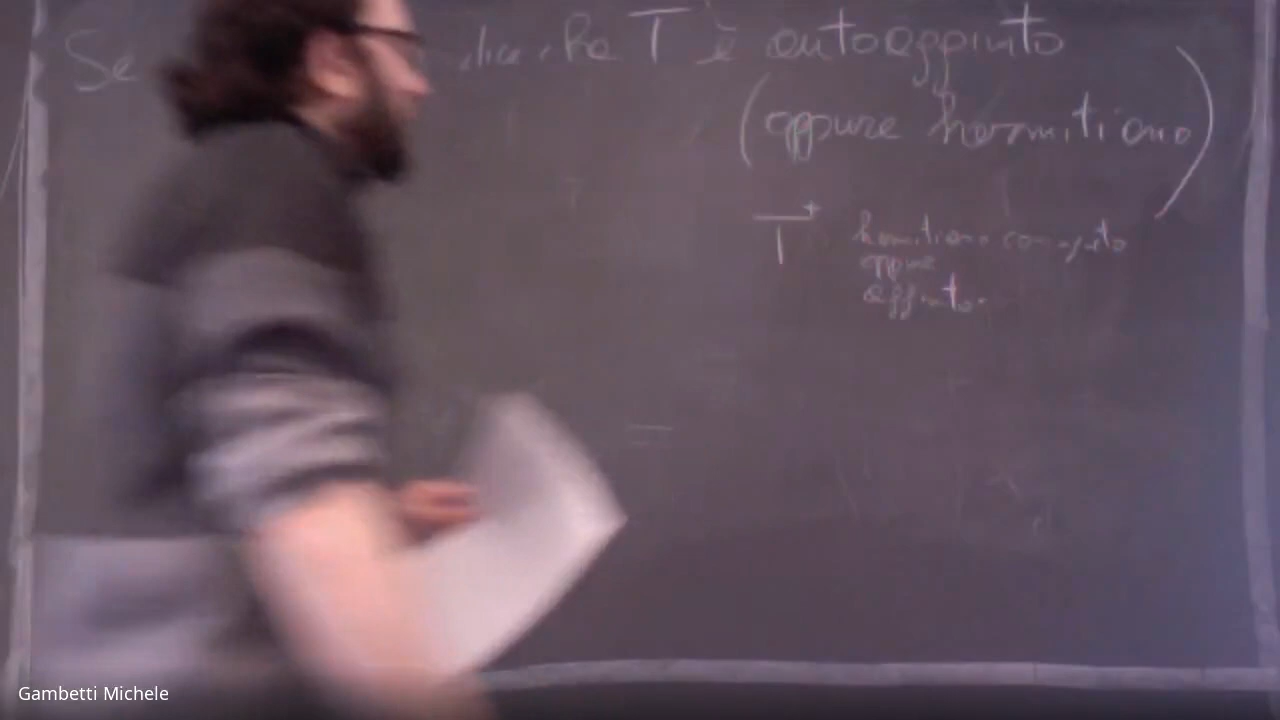 Se dice che T è autoaggiunto
(oppure hermitiano)
T⁺ hermitiano coniugato
oppure
aggiunto.
=
Gambetti Michele